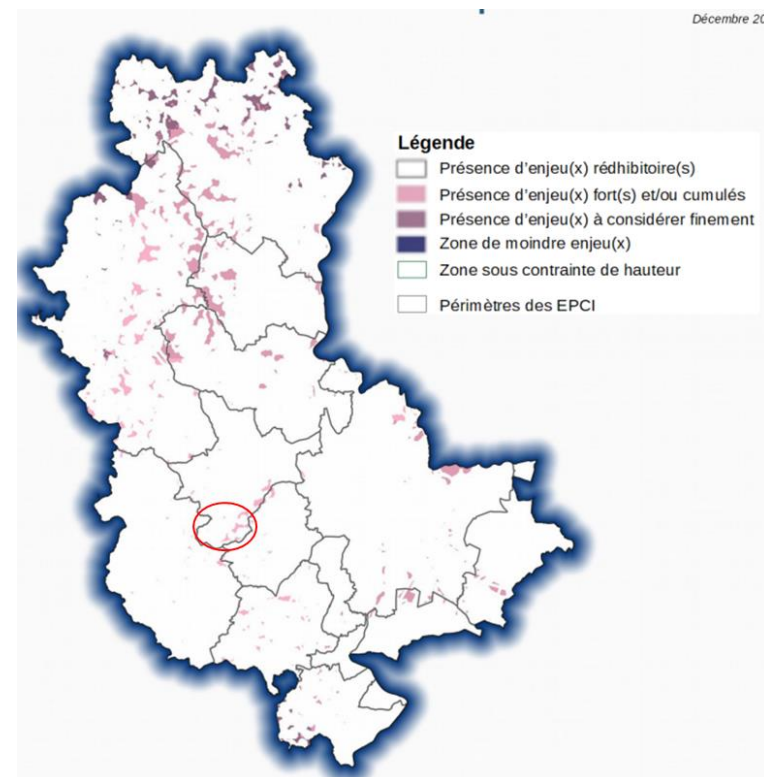 Décembre 20
Légende
Présence d'enjeu(x) rédhibitoire(s)
Présence d'enjeu(x) fort(s) et/ou cumulés
Présence d'enjeu(x) à considérer finement
Zone de moindre enjeu(x)
Zone sous contrainte de hauteur
Périmètres des EPCI